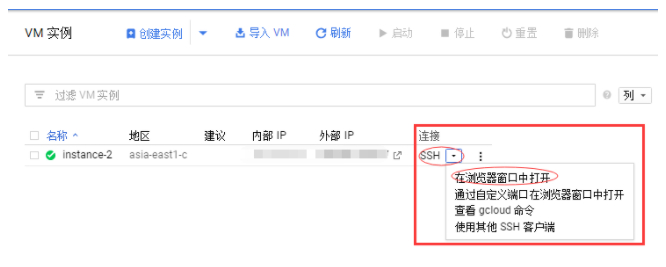 VM 实例 创建实例 导入 VM 刷新 启动 停止 重置 删除
过滤 VM 实例 列
名称 地区 建议 内部 IP 外部 IP 连接
instance-2 asia-east1-c SSH
在浏览器窗口中打开
通过自定义端口在浏览器窗口中打开
查看 gcloud 命令
使用其他 SSH 客户端